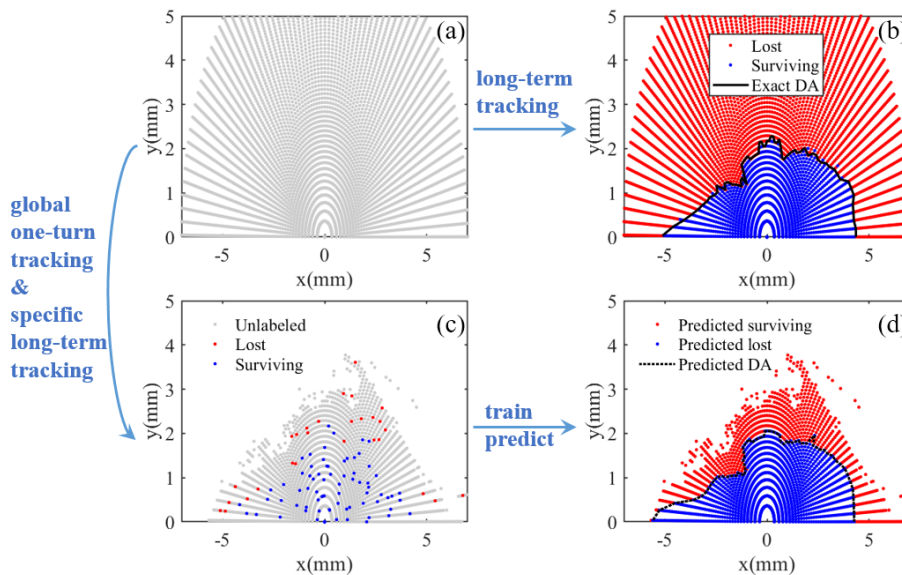 (a)
5
4
3
2
1
0
y(mm)
-5
0
5
x(mm)
long-term
tracking
(b)
Lost
Surviving
Exact DA
5
4
3
2
1
0
y(mm)
-5
0
5
x(mm)
global
one-turn
tracking
&
specific
long-term
tracking
(c)
Unlabeled
Lost
Surviving
5
4
3
2
1
0
y(mm)
-5
0
5
x(mm)
train
predict
(d)
Predicted surviving
Predicted lost
Predicted DA
5
4
3
2
1
0
y(mm)
-5
0
5
x(mm)